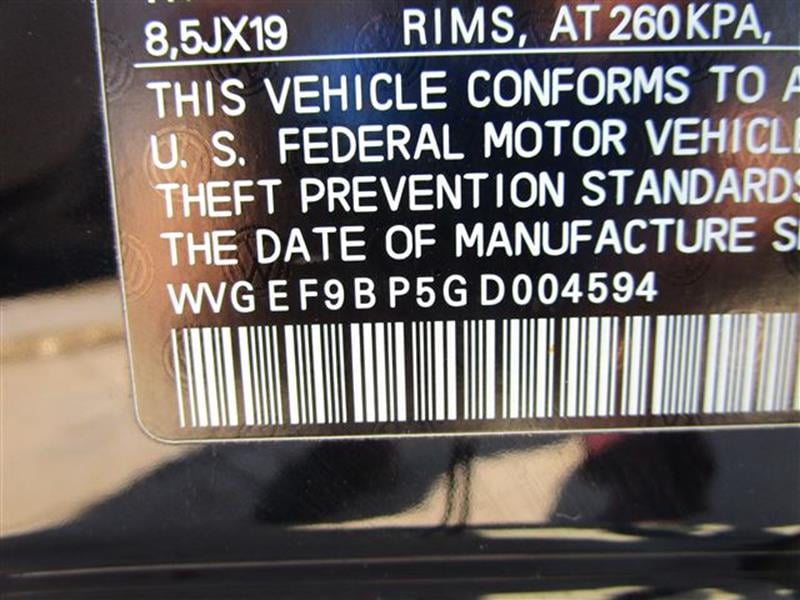 8,5JX19 RIMS, AT 260KPA,
THIS VEHICLE CONFORMS TO A
U. S. FEDERAL MOTOR VEHICLE
THEFT PREVENTION STANDARDS
THE DATE OF MANUFACTURE S
WVGEF9BP5GD004594